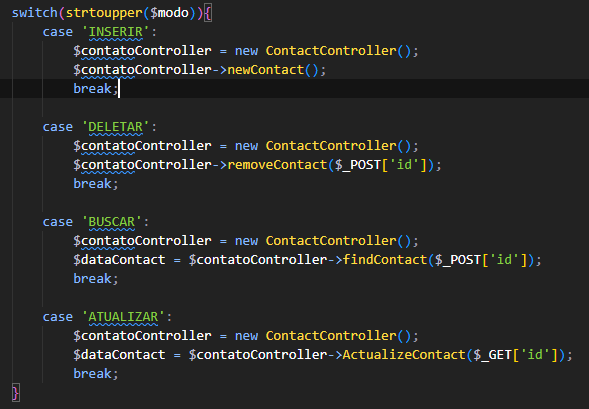 switch(strtoupper($modo)){
case 'INSERIR':
$contatoController = new ContactController();
$contatoController->newContact();
break;
case 'DELETAR':
$contatoController = new ContactController();
$contatoController->removeContact($_POST['id']);
break;
case 'BUSCAR':
$contatoController = new ContactController();
$dataContact = $contatoController->findContact($_POST['id']);
break;
case 'ATUALIZAR':
$contatoController = new ContactController();
$dataContact = $contatoController->ActualizeContact($_GET['id']);
break;
}